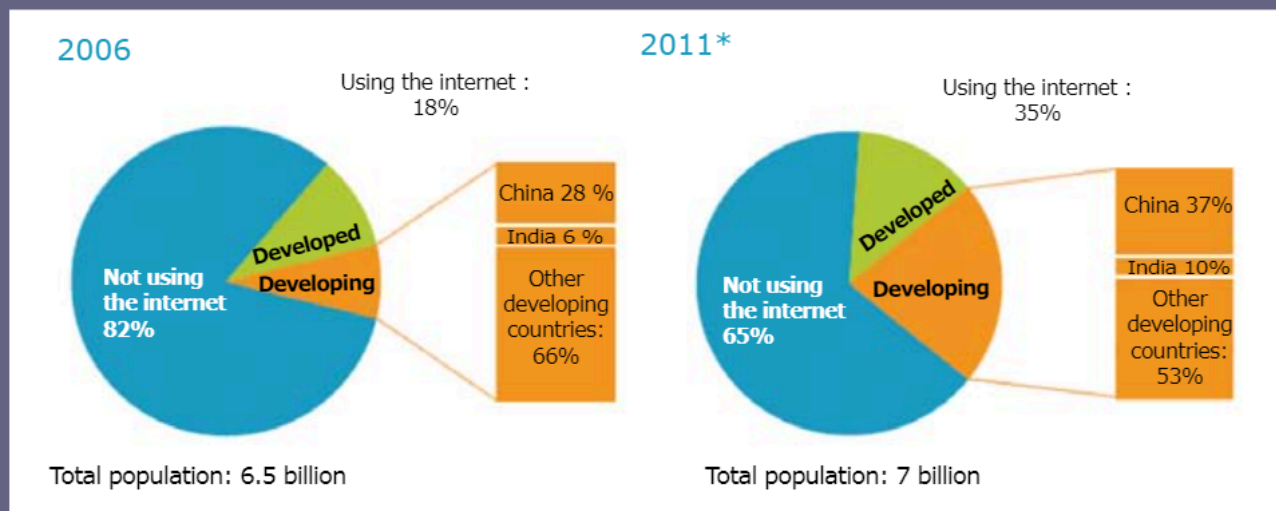 2006
Using the internet :
18%
Developed
Developing
Not using
the internet
82%
China 28 %
India 6 %
Other
developing
countries:
66%
Total population: 6.5 billion
2011*
Using the internet :
35%
Developed
Developing
Not using
the internet
65%
China 37%
India 10%
Other
developing
countries:
53%
Total population: 7 billion